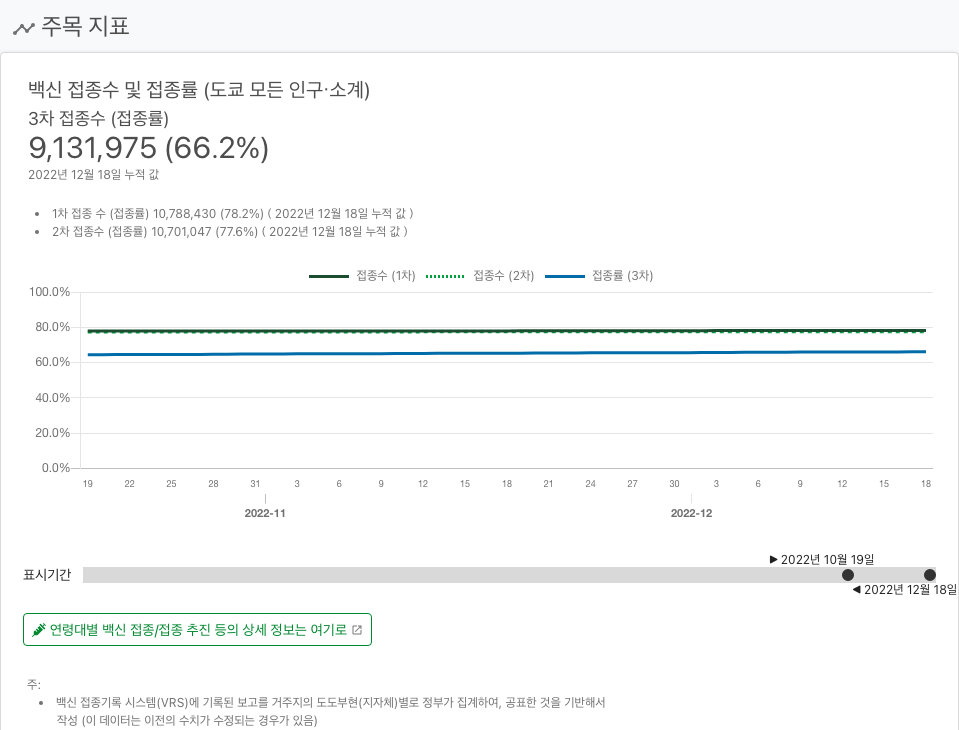 주목 지표
백신 접종수 및 접종률 (도쿄 모든 인구·소계)
3차 접종수 (접종률)
9,131,975 (66.2%)
2022년 12월 18일 누적 값
• 1차 접종 수 (접종률) 10,788,430 (78.2%) ( 2022년 12월 18일 누적 값 )
• 2차 접종수 (접종률) 10,701,047 (77.6%) ( 2022년 12월 18일 누적 값 )
접종수 (1차) 접종수 (2차) 접종률 (3차)
100.0%
80.0%
60.0%
40.0%
20.0%
0.0%
19 22 25 28 31 3 6 9 12 15 18 21 24 27 30 3 6 9 12 15 18
2022-11 2022-12
▶ 2022년 10월 19일
표시기간
◀ 2022년 12월 18일
연령대별 백신 접종/접종 추진 등의 상세 정보는 여기로
주:
• 백신 접종기록 시스템(VRS)에 기록된 보고를 거주지의 도도부현(지자체)별로 정부가 집계하여, 공표한 것을 기반해서
작성 (이 데이터는 이전의 수치가 수정되는 경우가 있음)